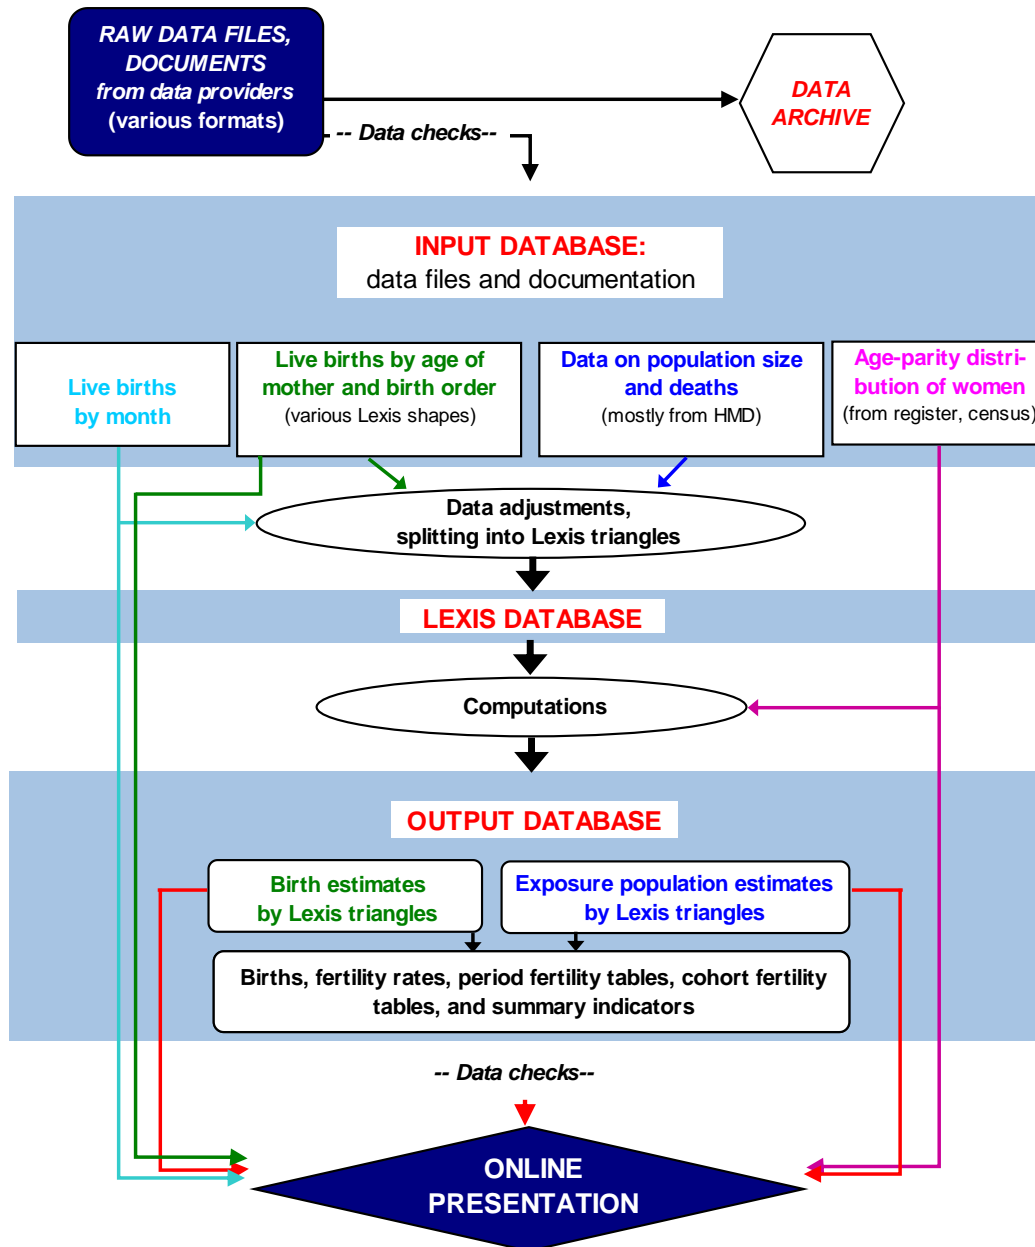 RAW DATA FILES,
DOCUMENTS
from data providers
(various formats)
DATA
ARCHIVE
-- Data checks--
INPUT DATABASE:
data files and documentation
Live births
by month
Live births by age of
mother and birth order
(various Lexis shapes)
Data on population size
and deaths
(mostly from HMD)
Age-parity distri-
bution of women
(from register, census)
Data adjustments,
splitting into Lexis triangles
LEXIS DATABASE
Computations
OUTPUT DATABASE
Birth estimates
by Lexis triangles
Exposure population estimates
by Lexis triangles
Births, fertility rates, period fertility tables, cohort fertility
tables, and summary indicators
-- Data checks--
ONLINE
PRESENTATION